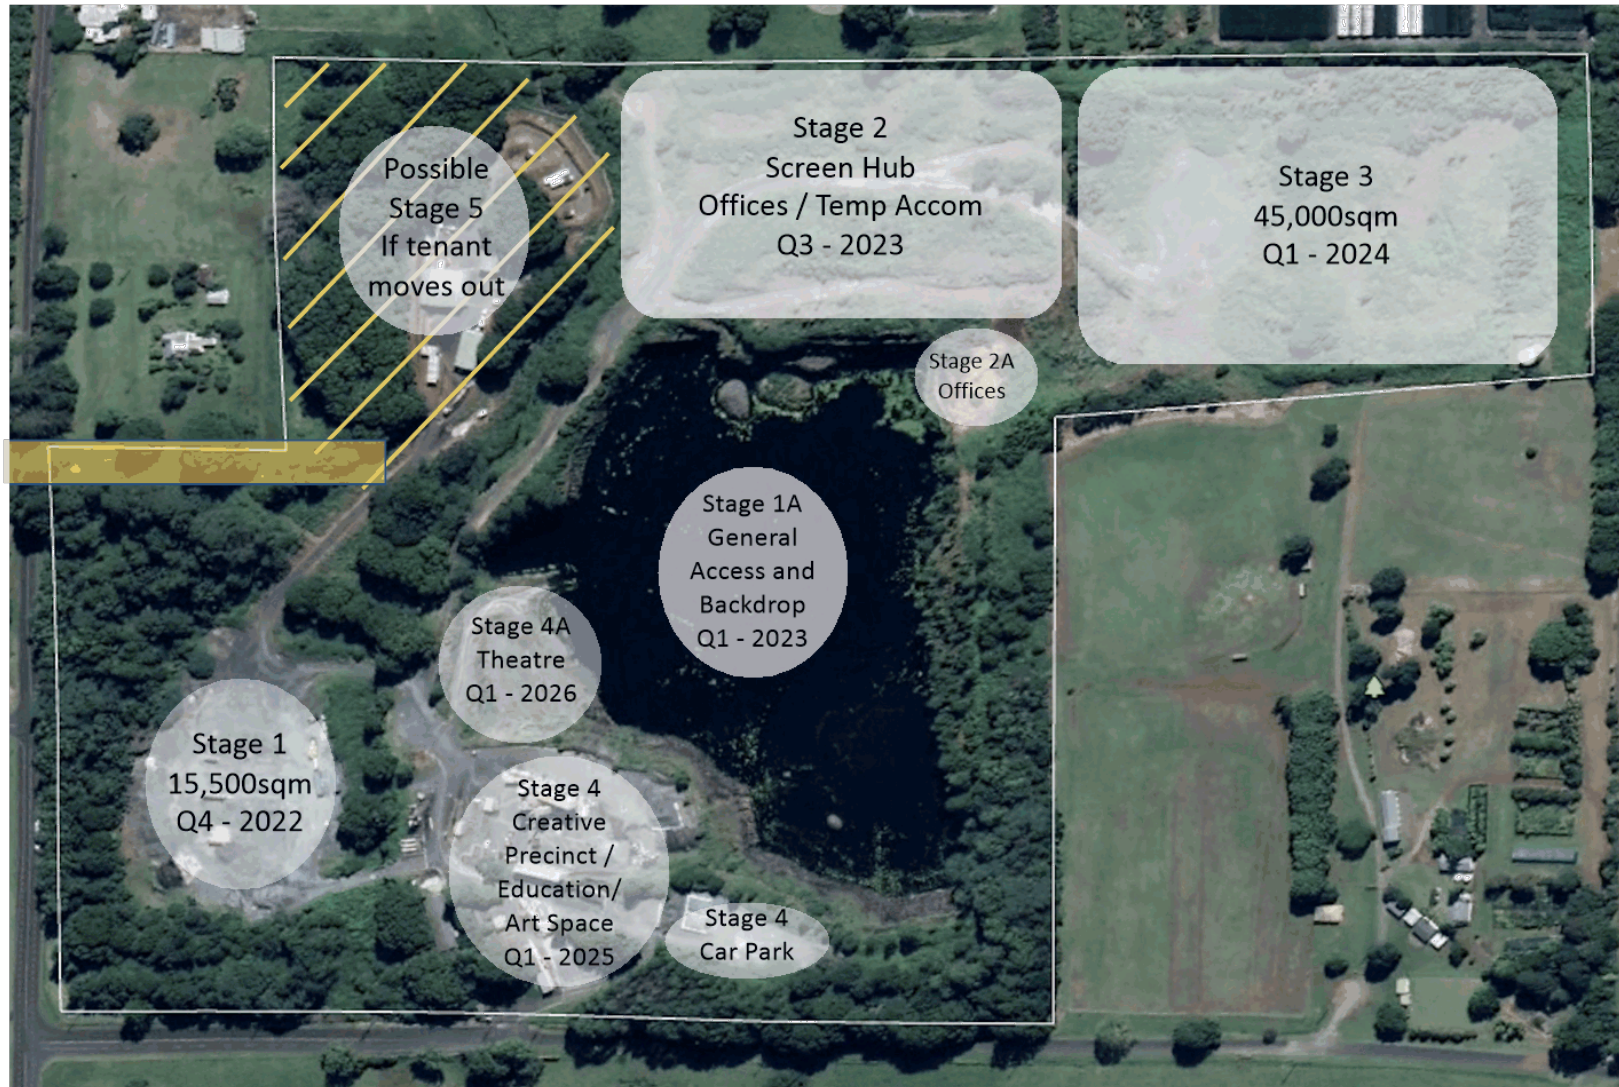 Possible
Stage 5
If tenant
moves out
Stage 2
Screen Hub
Offices / Temp Accom
Q3 - 2023
Stage 3
45,000sqm
Q1 - 2024
Stage 2A
Offices
Stage 1A
General
Access and
Backdrop
Q1 - 2023
Stage 4A
Theatre
Q1 - 2026
Stage 1
15,500sqm
Q4 - 2022
Stage 4
Creative
Precinct /
Education/
Art Space
Q1 - 2025
Stage 4
Car Park